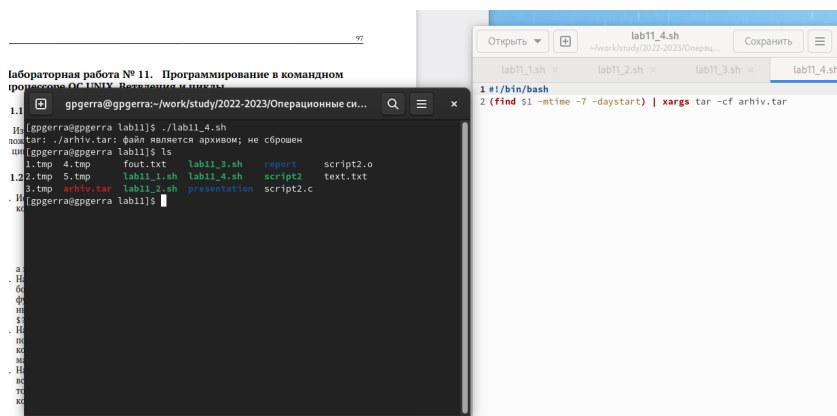 97
Лабораторная работа № 11. Программирование в командном
процессоре ОС UNIX. Ветвления и циклы
1.1
1.2
gpgerra@gpgerra:~/work/study/2022-2023/Операционные си...
[gpgerra@gpgerra lab11]$ ./lab11_4.sh
tar: ./arhiv.tar: файл является архивом; не сброшен
[gpgerra@gpgerra lab11]$ ls
1.tmp 4.tmp fout.txt lab11_3.sh report script2.o
2.tmp 5.tmp lab11_1.sh lab11_4.sh script2 text.txt
3.tmp arhiv.tar lab11_2.sh presentation script2.c
[gpgerra@gpgerra lab11]$
Открыть
lab11_4.sh
~/work/study/2022-2023/Операц...
Сохранить
lab11_1.sh × lab11_2.sh × lab11_3.sh × lab11_4.sh
1 #!/bin/bash
2 (find $1 -mtime -7 -daystart) | xargs tar -cf arhiv.tar